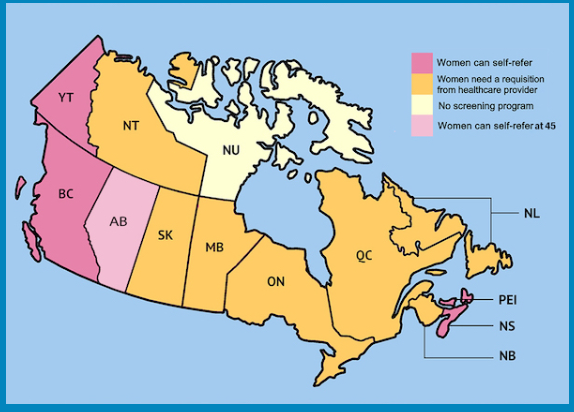 Women can self-refer
Women need a requisition
from healthcare provider
No screening program
Women can self-refer at 45
YT
NT
NU
BC
AB
SK
MB
ON
QC
NL
PEI
NS
NB